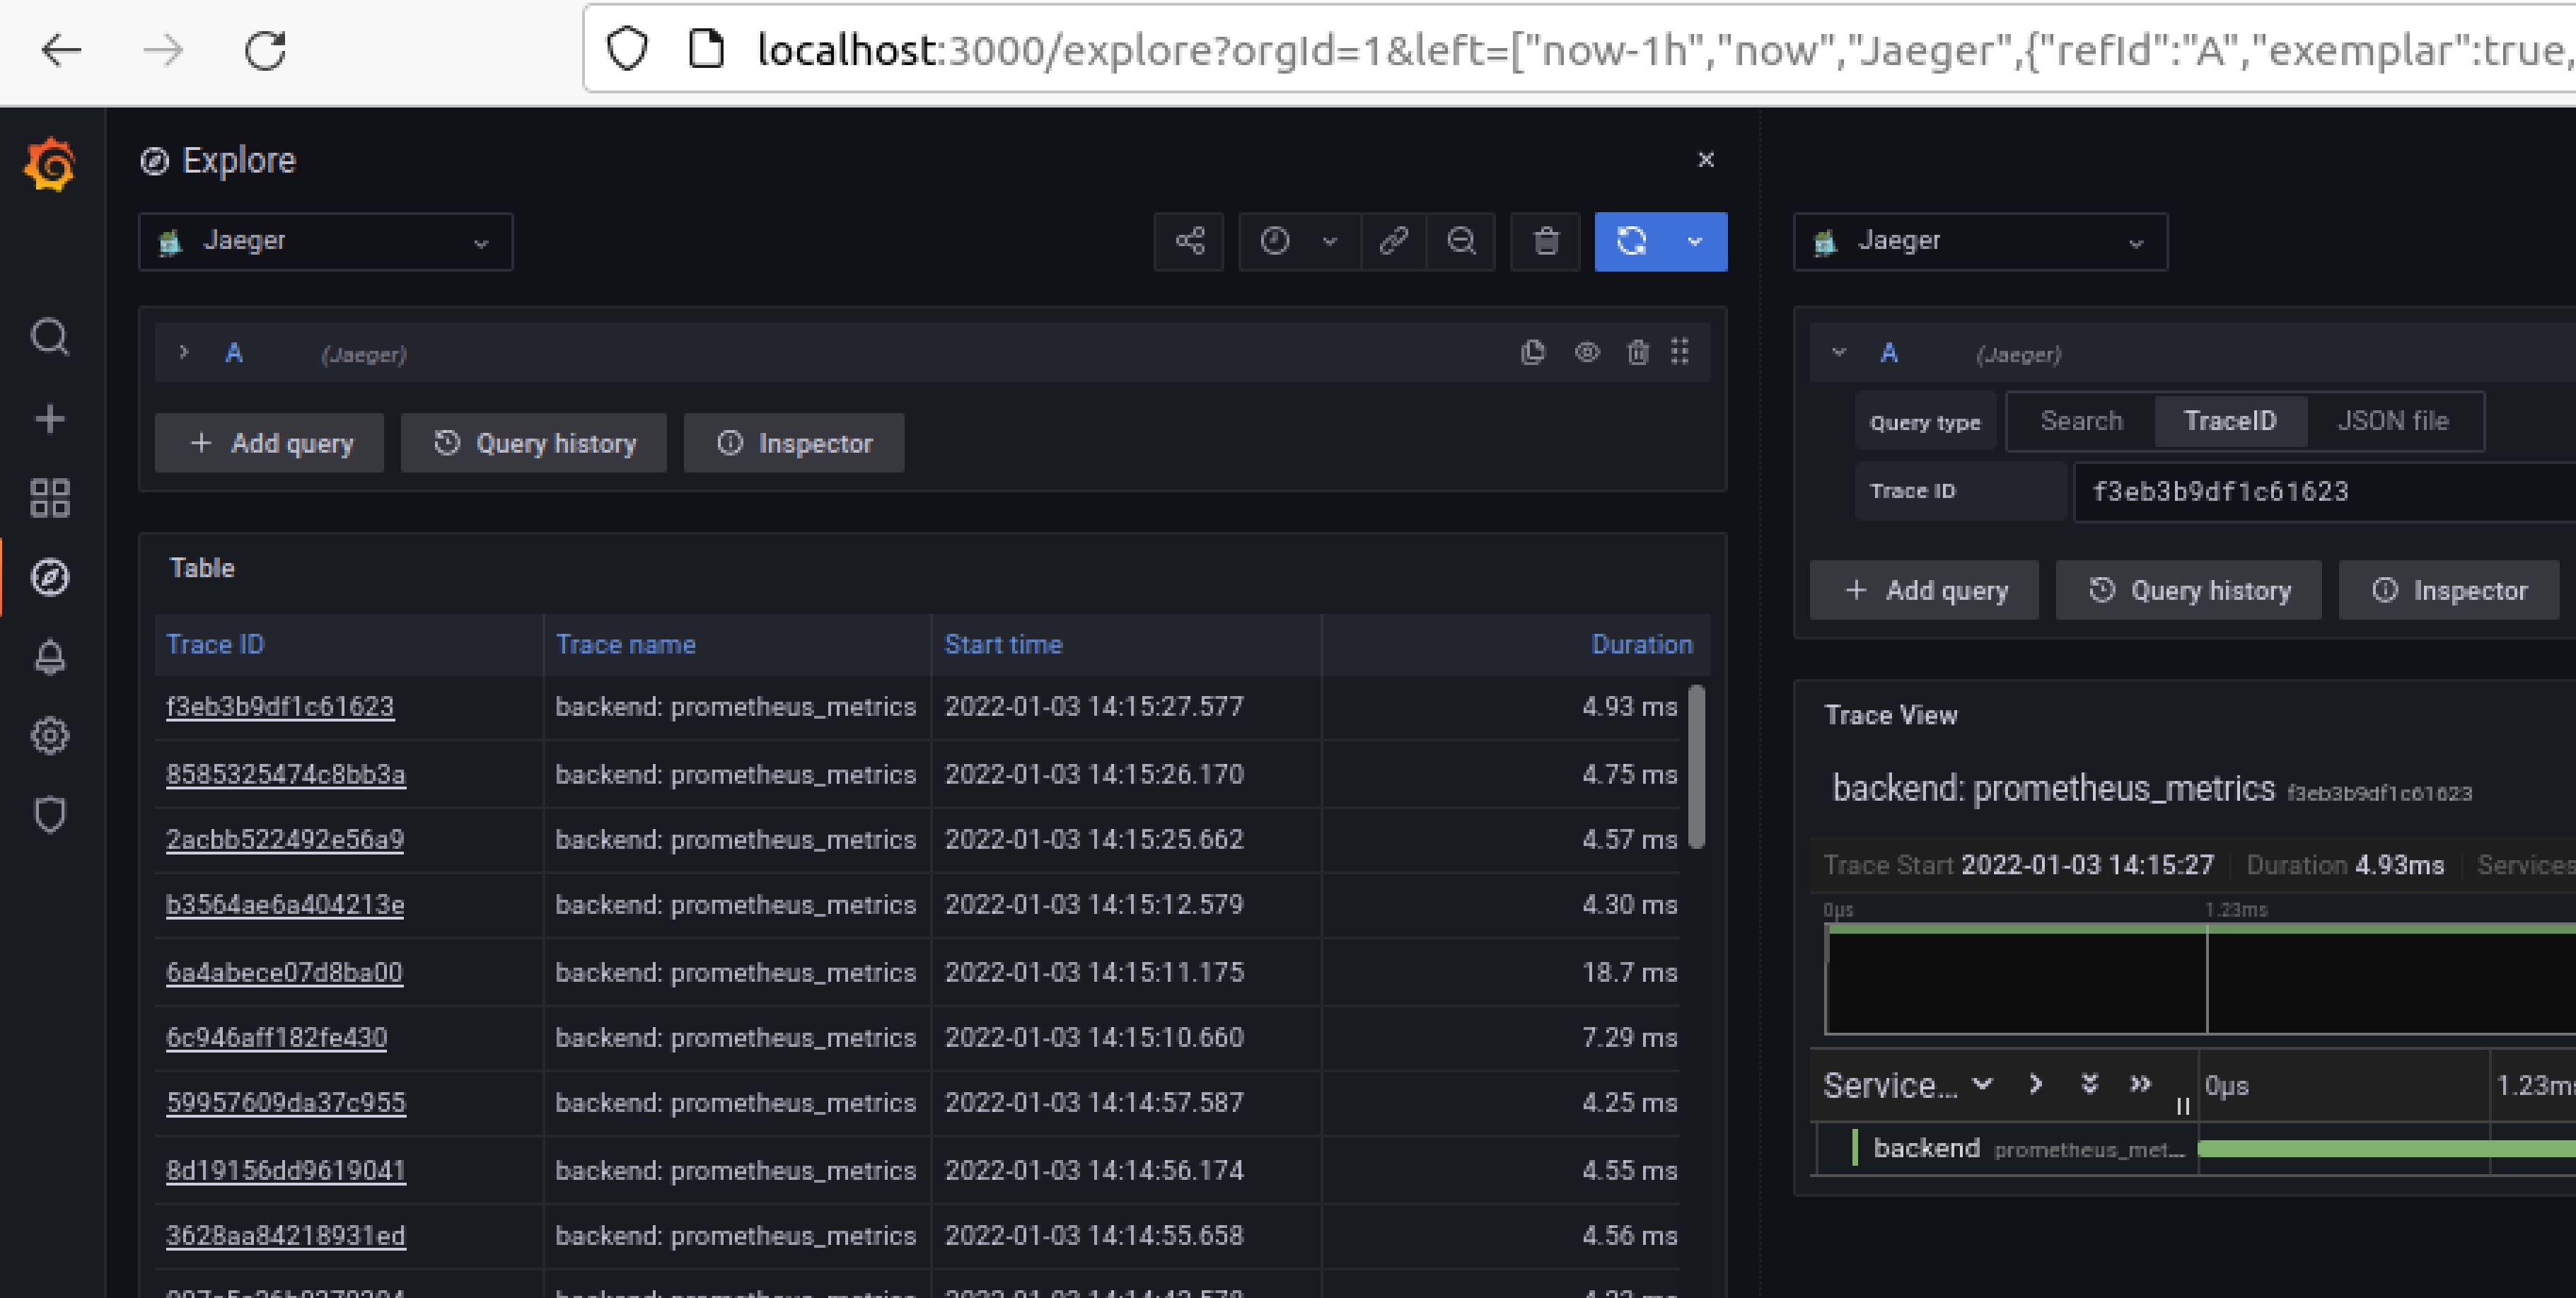 localhost:3000/explore?orgId=1&left=["now-1h","now","Jaeger",{"refId":"A","exemplar":true,
Explore
Jaeger
A (Jaeger)
Add query Query history Inspector
Table
Trace ID Trace name Start time Duration
f3eb3b9df1c61623 backend: prometheus_metrics 2022-01-03 14:15:27.577 4.93 ms
8585325474c8bb3a backend: prometheus_metrics 2022-01-03 14:15:26.170 4.75 ms
2acbb522492e56a9 backend: prometheus_metrics 2022-01-03 14:15:25.662 4.57 ms
b3564ae6a404213e backend: prometheus_metrics 2022-01-03 14:15:12.579 4.30 ms
6a4abece07d8ba00 backend: prometheus_metrics 2022-01-03 14:15:11.175 18.7 ms
6c946aff182fe430 backend: prometheus_metrics 2022-01-03 14:15:10.660 7.29 ms
59957609da37c955 backend: prometheus_metrics 2022-01-03 14:14:57.587 4.25 ms
8d19156dd9619041 backend: prometheus_metrics 2022-01-03 14:14:56.174 4.55 ms
3628aa84218931ed backend: prometheus_metrics 2022-01-03 14:14:55.658 4.56 ms
Jaeger
A (Jaeger)
Query type Search TraceID JSON file
Trace ID f3eb3b9df1c61623
Add query Query history Inspector
Trace View
backend: prometheus_metrics f3eb3b9df1c61623
Trace Start 2022-01-03 14:15:27 Duration 4.93ms Services
0μs 1.23ms
Service... 0μs 1.23ms
backend prometheus_met...